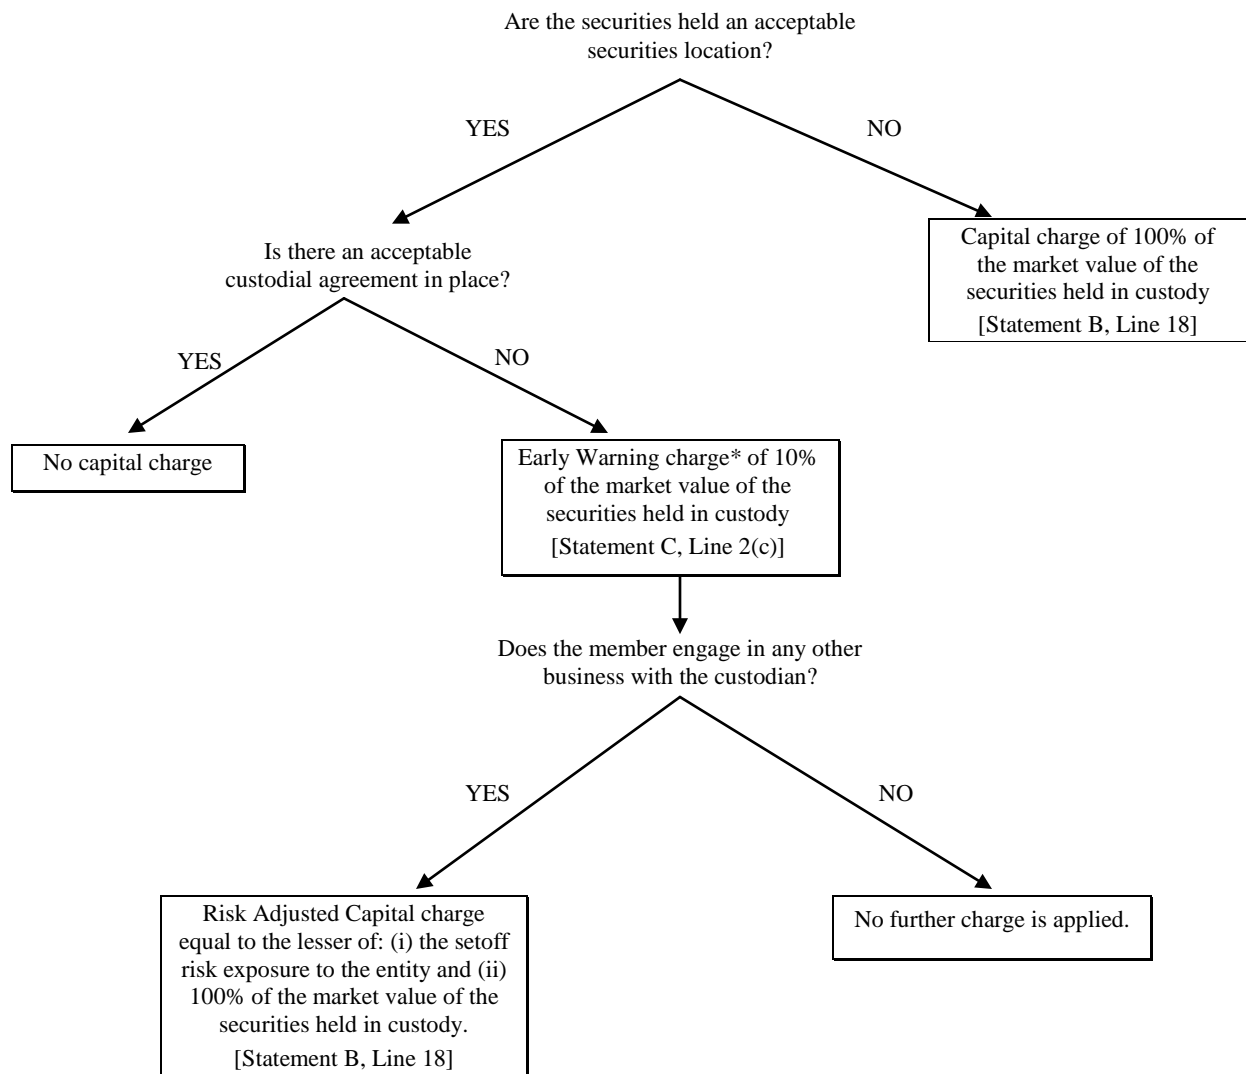 Are the securities held an acceptable
securities location?
YES
NO
Is there an acceptable
custodial agreement in place?
Capital charge of 100% of
the market value of the
securities held in custody
[Statement B, Line 18]
YES
NO
No capital charge
Early Warning charge* of 10%
of the market value of the
securities held in custody
[Statement C, Line 2(c)]
Does the member engage in any other
business with the custodian?
YES
NO
Risk Adjusted Capital charge
equal to the lesser of: (i) the setoff
risk exposure to the entity and (ii)
100% of the market value of the
securities held in custody.
[Statement B, Line 18]
No further charge is applied.